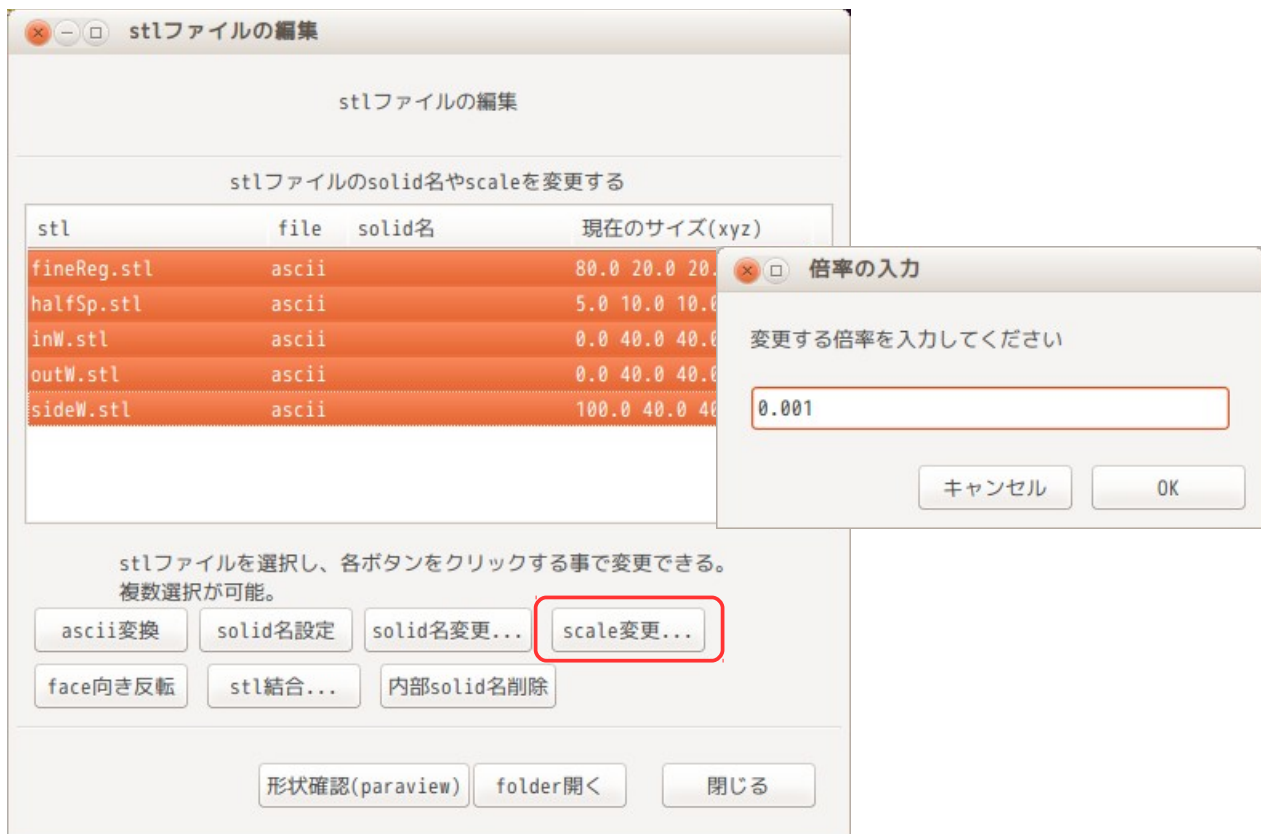 stlファイルの編集
stlファイルの編集
stlファイルのsolid名やscaleを変更する
stl file solid名 現在のサイズ(xyz)
fineReg.stl ascii 80.0 20.0 20.
halfSp.stl ascii 5.0 10.0 10.0
inW.stl ascii 0.0 40.0 40.0
outW.stl ascii 0.0 40.0 40.0
sideW.stl ascii 100.0 40.0 40
stlファイルを選択し、各ボタンをクリックする事で変更できる。
複数選択が可能。
ascii変換 solid名設定 solid名変更... scale変更...
face向き反転 stl結合... 内部solid名削除
形状確認(paraview) folder開く 閉じる
倍率の入力
変更する倍率を入力してください
0.001
キャンセル OK